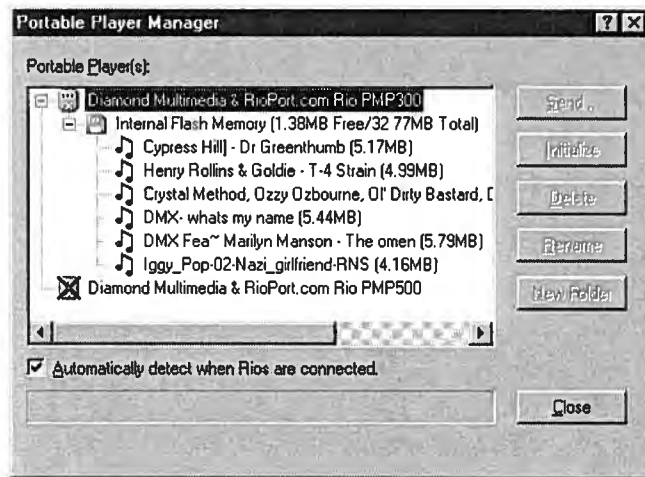 Portable Player Manager
Portable Player(s):
Diamond Multimedia & RioPort.com Rio PMP300
Internal Flash Memory (1.38MB Free/32 77MB Total)
Cypress Hill] - Dr Greenthumb (5.17MB)
Henry Rollins & Goldie - T-4 Strain (4.99MB)
Crystal Method, Ozzy Ozbourne, Ol' Dirty Bastard, D
DMX- whats my name (5.44MB)
DMX Fea~ Marilyn Manson - The omen (5.79MB)
Iggy_Pop-02-Nazi_girlfriend-RNS (4.16MB)
Diamond Multimedia & RioPort.com Rio PMP500
Send..
Initialize
Delete
Rename
New Folder
Automatically detect when Rios are connected.
Close